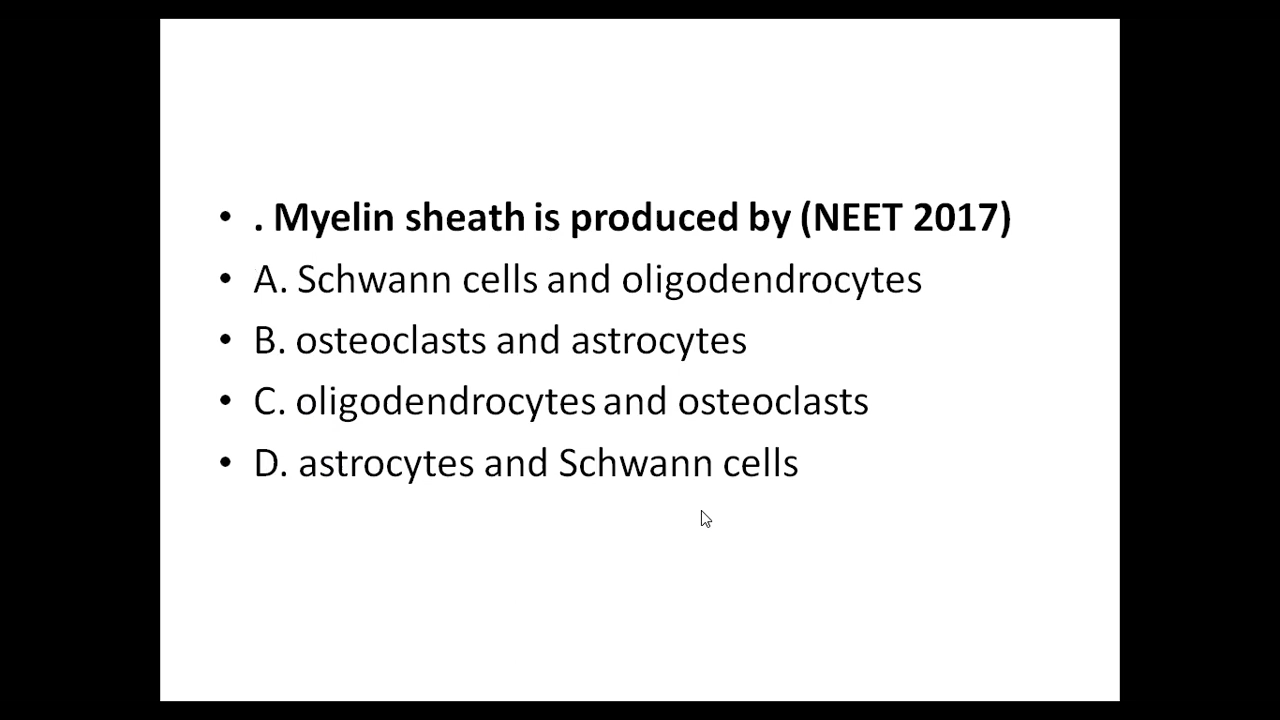 • . Myelin sheath is produced by (NEET 2017)
• A. Schwann cells and oligodendrocytes
• B. osteoclasts and astrocytes
• C. oligodendrocytes and osteoclasts
• D. astrocytes and Schwann cells